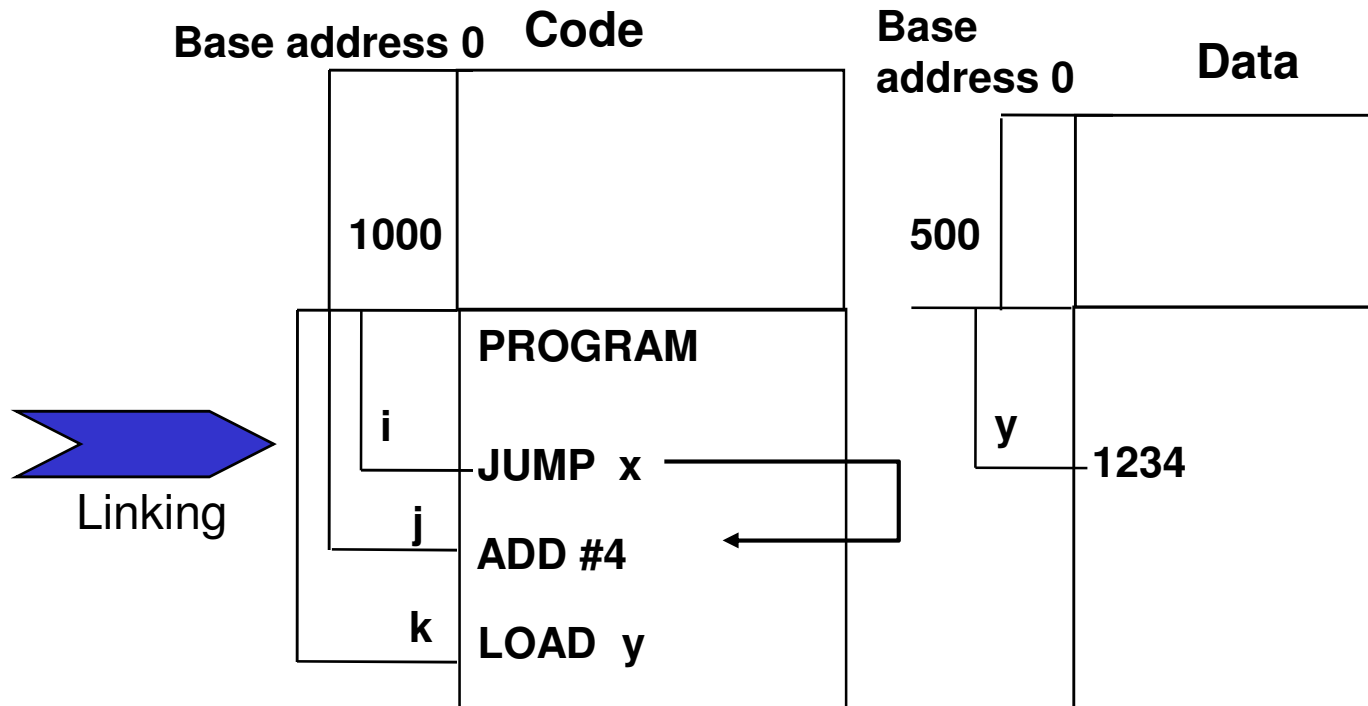 Base address 0
Code
Base
address 0
Data
1000
500
PROGRAM
i
JUMP x
y
1234
Linking
j
ADD #4
k
LOAD y